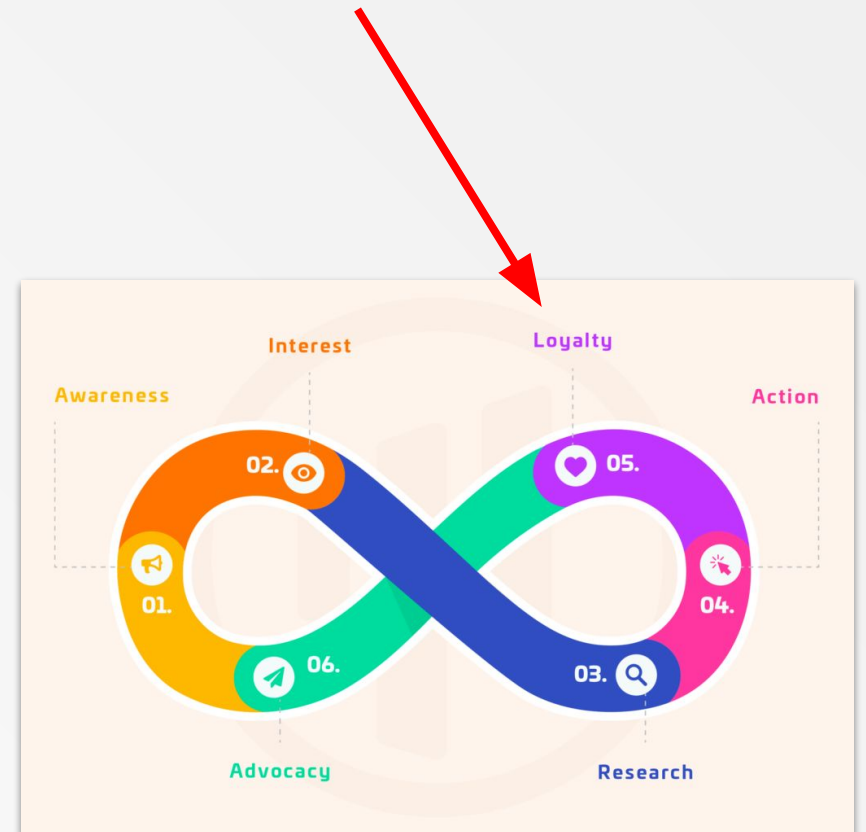 Interest
Loyalty
Awareness
Action
02.
05.
01.
04.
06.
03.
Advocacy
Research